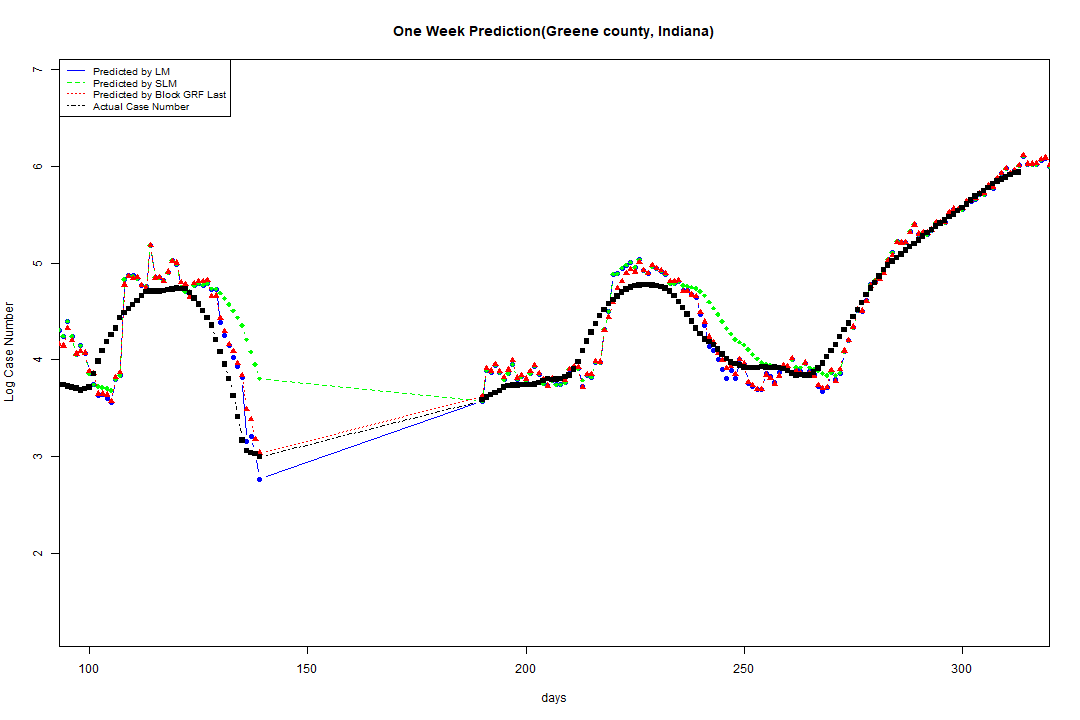 One Week Prediction(Greene county, Indiana)
Predicted by LM
Predicted by SLM
Predicted by Block GRF Last
Actual Case Number
7
6
5
4
3
2
Log Case Number
100 150 200 250 300
days